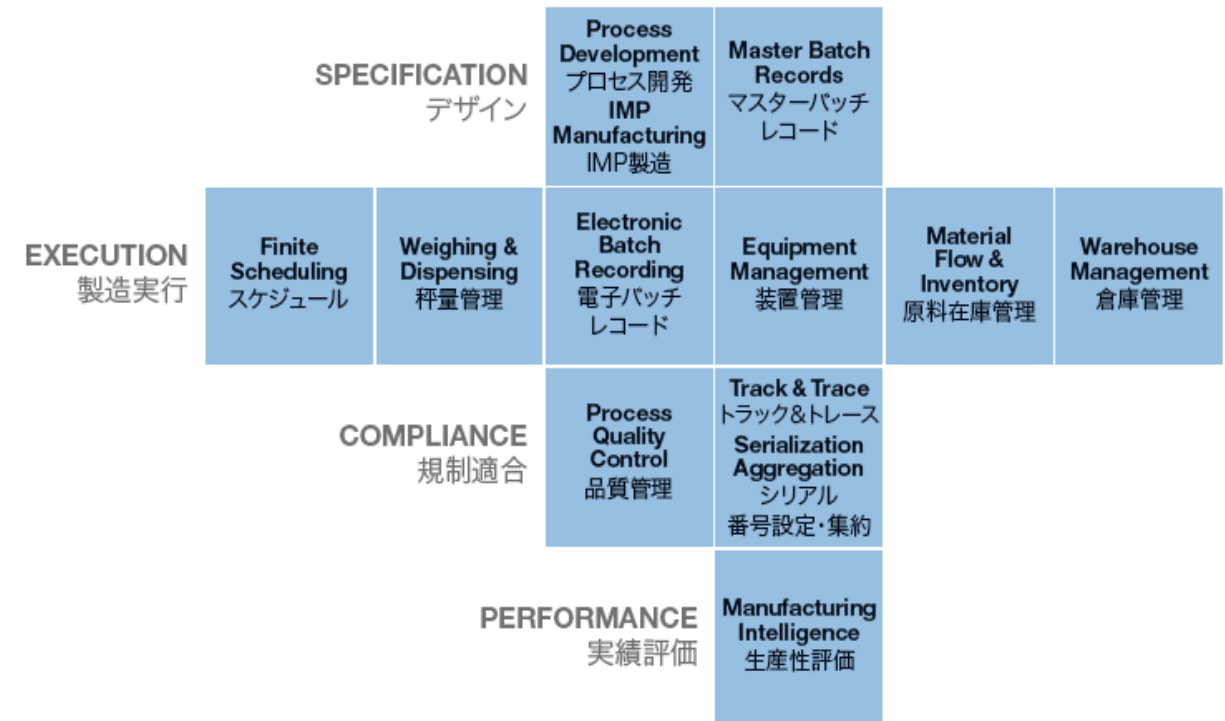 SPECIFICATION
デザイン
Process
Development
プロセス開発
IMP
Manufacturing
IMP製造
Master Batch
Records
マスターバッチ
レコード
EXECUTION
製造実行
Finite
Scheduling
スケジュール
Weighing &
Dispensing
秤量管理
Electronic
Batch
Recording
電子バッチ
レコード
Equipment
Management
装置管理
Material
Flow &
Inventory
原料在庫管理
Warehouse
Management
倉庫管理
COMPLIANCE
規制適合
Process
Quality
Control
品質管理
Track & Trace
トラック&トレース
Serialization
Aggregation
シリアル
番号設定・集約
PERFORMANCE
実績評価
Manufacturing
Intelligence
生産性評価